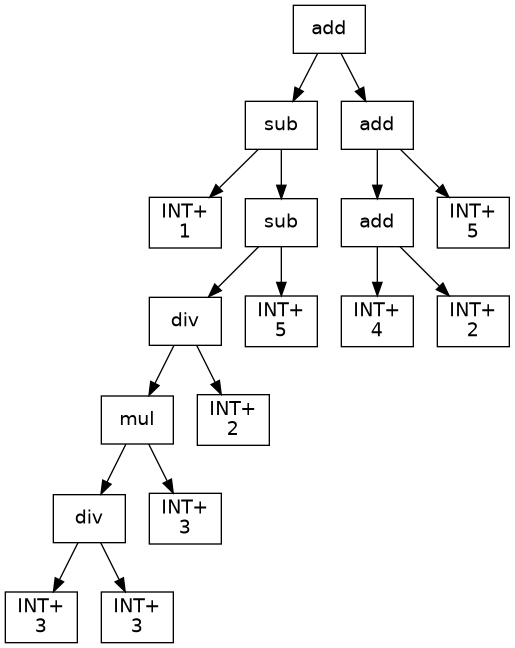 add
sub
add
INT+
1
sub
add
INT+
5
div
INT+
5
INT+
4
INT+
2
mul
INT+
2
div
INT+
3
INT+
3
INT+
3